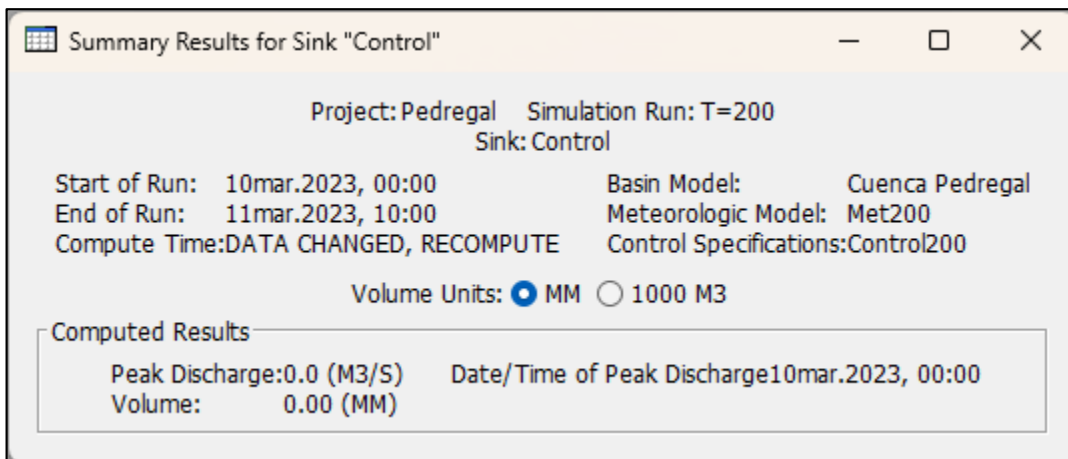 Summary Results for Sink "Control"
Project: Pedregal Simulation Run: T=200
Sink: Control
Start of Run: 10mar.2023, 00:00 Basin Model: Cuenca Pedregal
End of Run: 11mar.2023, 10:00 Meteorologic Model: Met200
Compute Time:DATA CHANGED, RECOMPUTE Control Specifications:Control200
Volume Units: MM 1000 M3
Computed Results
Peak Discharge:0.0 (M3/S) Date/Time of Peak Discharge10mar.2023, 00:00
Volume: 0.00 (MM)